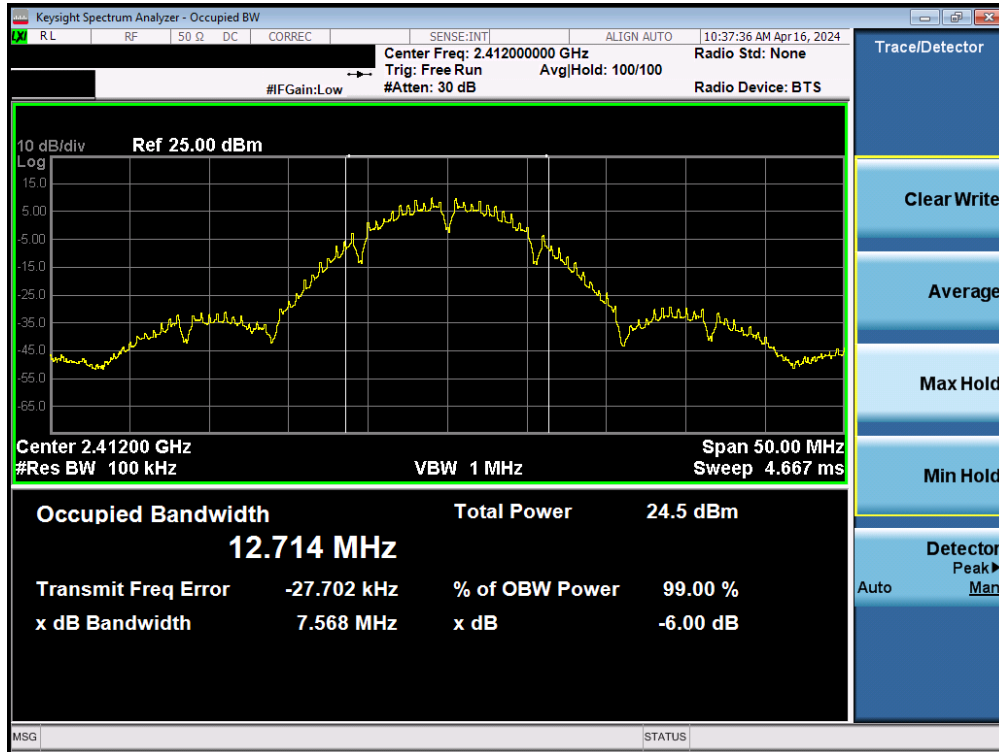 Keysight Spectrum Analyzer - Occupied BW
LXI RL RF 50 Ω DC CORREC SENSE:INT ALIGN AUTO 10:37:36 AM Apr 16, 2024
Center Freq: 2.412000000 GHz Radio Std: None
Trig: Free Run Avg|Hold: 100/100
#IFGain:Low #Atten: 30 dB Radio Device: BTS
Trace/Detector
10 dB/div Ref 25.00 dBm
Log
15.0
5.00
-5.00
-15.0
-25.0
-35.0
-45.0
-55.0
-65.0
Center 2.41200 GHz Span 50.00 MHz
#Res BW 100 kHz VBW 1 MHz Sweep 4.667 ms
Occupied Bandwidth Total Power 24.5 dBm
12.714 MHz
Transmit Freq Error -27.702 kHz % of OBW Power 99.00 %
x dB Bandwidth 7.568 MHz x dB -6.00 dB
Clear Write
Average
Max Hold
Min Hold
Detector
Peak▶
Auto Man
MSG STATUS